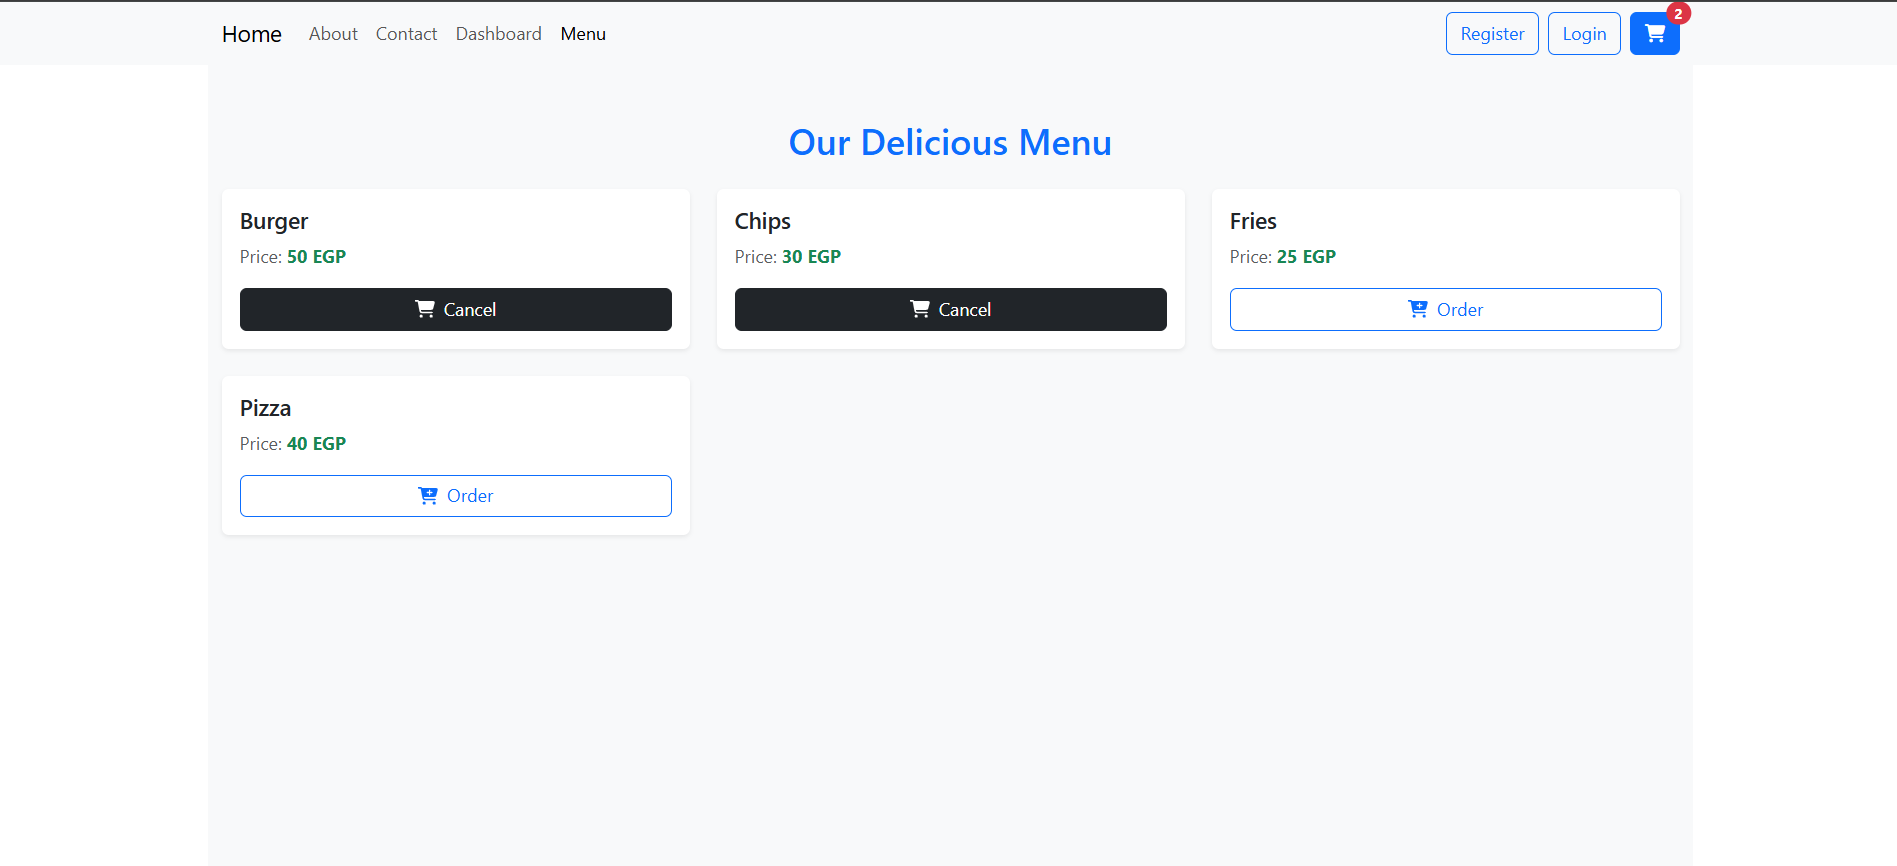 Home About Contact Dashboard Menu Register Login 2
Our Delicious Menu
Burger
Price: 50 EGP
Cancel
Chips
Price: 30 EGP
Cancel
Fries
Price: 25 EGP
Order
Pizza
Price: 40 EGP
Order